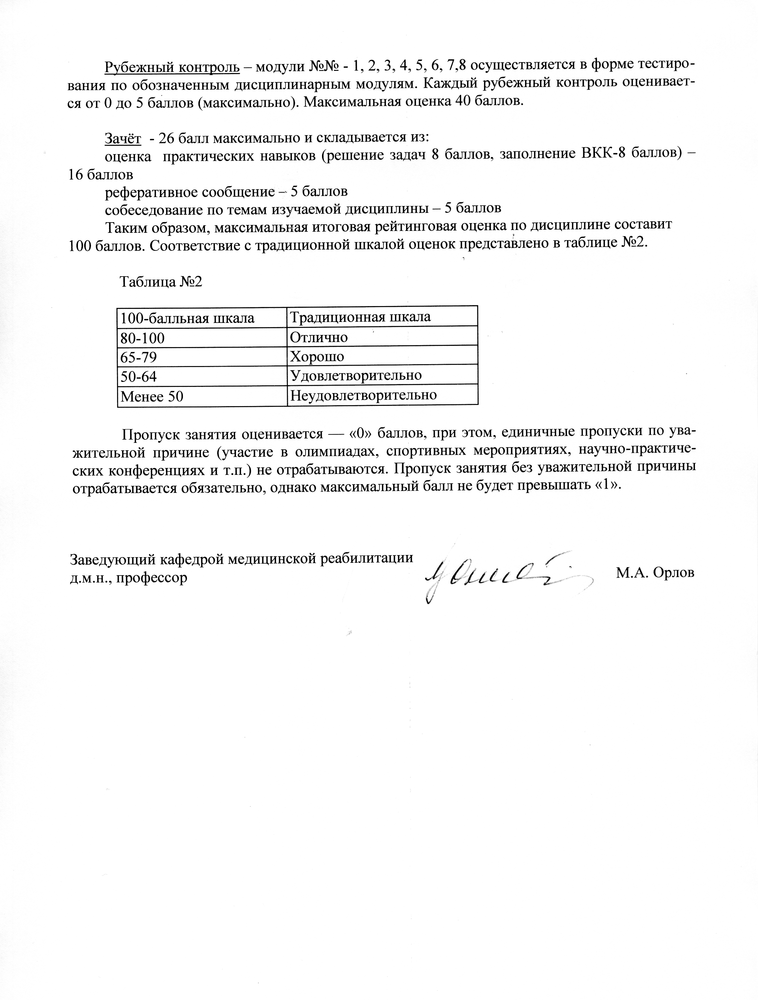 Рубежный контроль – модули №№ - 1, 2, 3, 4, 5, 6, 7,8 осуществляется в форме тестиро-
вания по обозначенным дисциплинарным модулям. Каждый рубежный контроль оценивает-
ся от 0 до 5 баллов (максимально). Максимальная оценка 40 баллов.
Зачёт - 26 балл максимально и складывается из:
оценка практических навыков (решение задач 8 баллов, заполнение ВКК-8 баллов) –
16 баллов
реферативное сообщение – 5 баллов
собеседование по темам изучаемой дисциплины – 5 баллов
Таким образом, максимальная итоговая рейтинговая оценка по дисциплине составит
100 баллов. Соответствие с традиционной шкалой оценок представлено в таблице №2.
Таблица №2
100-балльная шкала Традиционная шкала
80-100 Отлично
65-79 Хорошо
50-64 Удовлетворительно
Менее 50 Неудовлетворительно
Пропуск занятия оценивается — «0» баллов, при этом, единичные пропуски по ува-
жительной причине (участие в олимпиадах, спортивных мероприятиях, научно-практиче-
ских конференциях и т.п.) не отрабатываются. Пропуск занятия без уважительной причины
отрабатывается обязательно, однако максимальный балл не будет превышать «1».
Заведующий кафедрой медицинской реабилитации
д.м.н., профессор М.А. Орлов